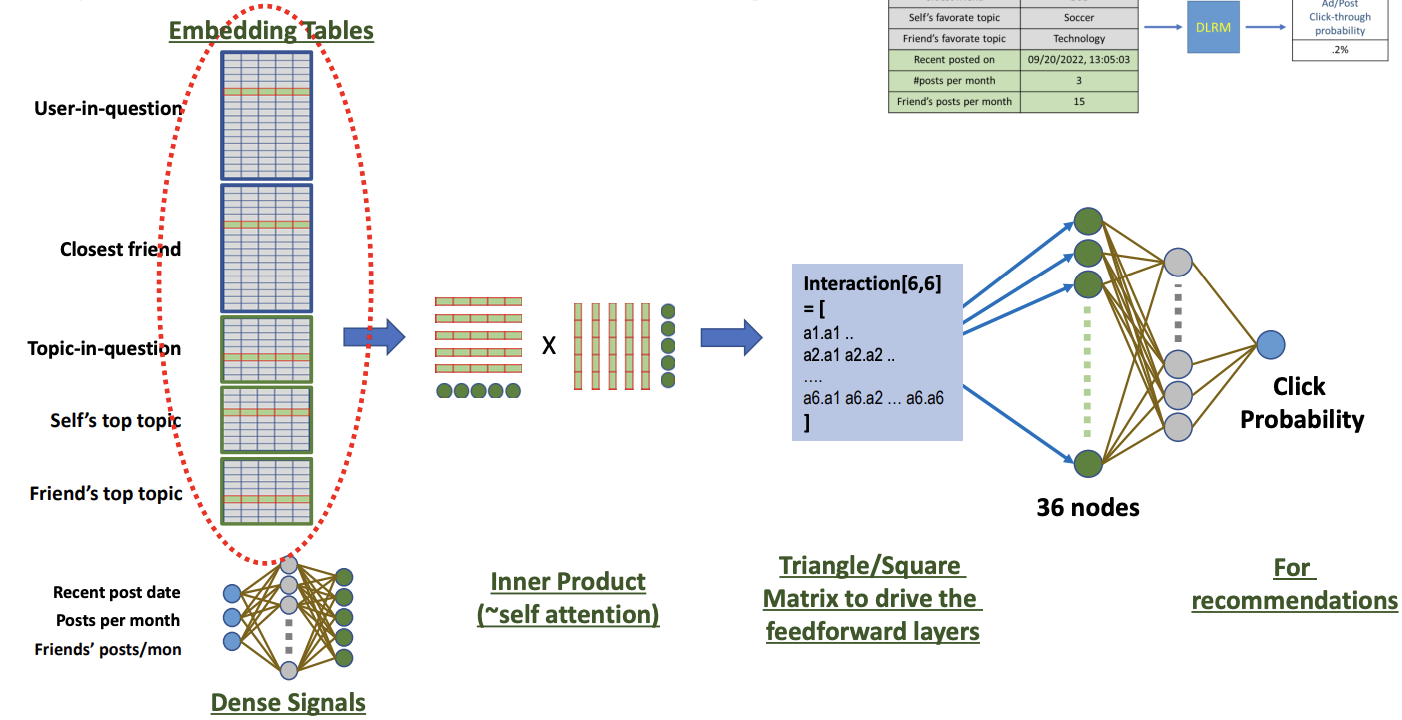 Embedding Tables
User-in-question
Closest friend
Topic-in-question
Self's top topic
Friend's top topic
Recent post date
Posts per month
Friends' posts/mon
Dense Signals
X
Inner Product
(~self attention)
Self's favorate topic
Soccer
Friend's favorate topic
Technology
Recent posted on
09/20/2022, 13:05:03
#posts per month
3
Friend's posts per month
15
DLRM
Ad/Post
Click-through
probability
.2%
Interaction[6,6]
= [
a1.a1 ..
a2.a1 a2.a2 ..
....
a6.a1 a6.a2 ... a6.a6
]
Triangle/Square
Matrix to drive the
feedforward layers
36 nodes
Click
Probability
For
recommendations